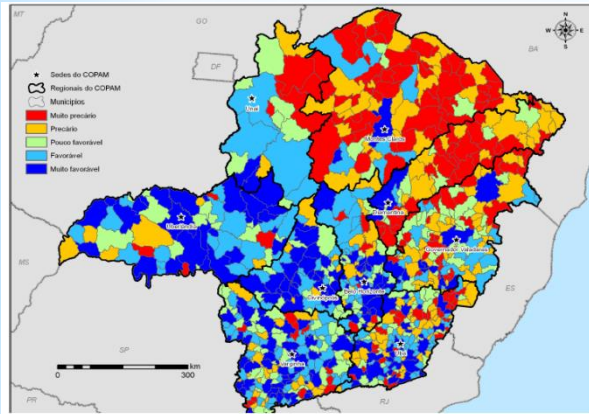 MT
GO
DF
BA
N
W
E
S
Sedes do COPAM
Regionais do COPAM
Municípios
Muito precário
Precário
Pouco favorável
Favorável
Muito favorável
Unaí
Montes Claros
Diamantina
Uberlândia
Governador Valadares
Belo Horizonte
Divinópolis
Varginha
Ubá
MS
ES
SP
0
300
km
PR
RJ